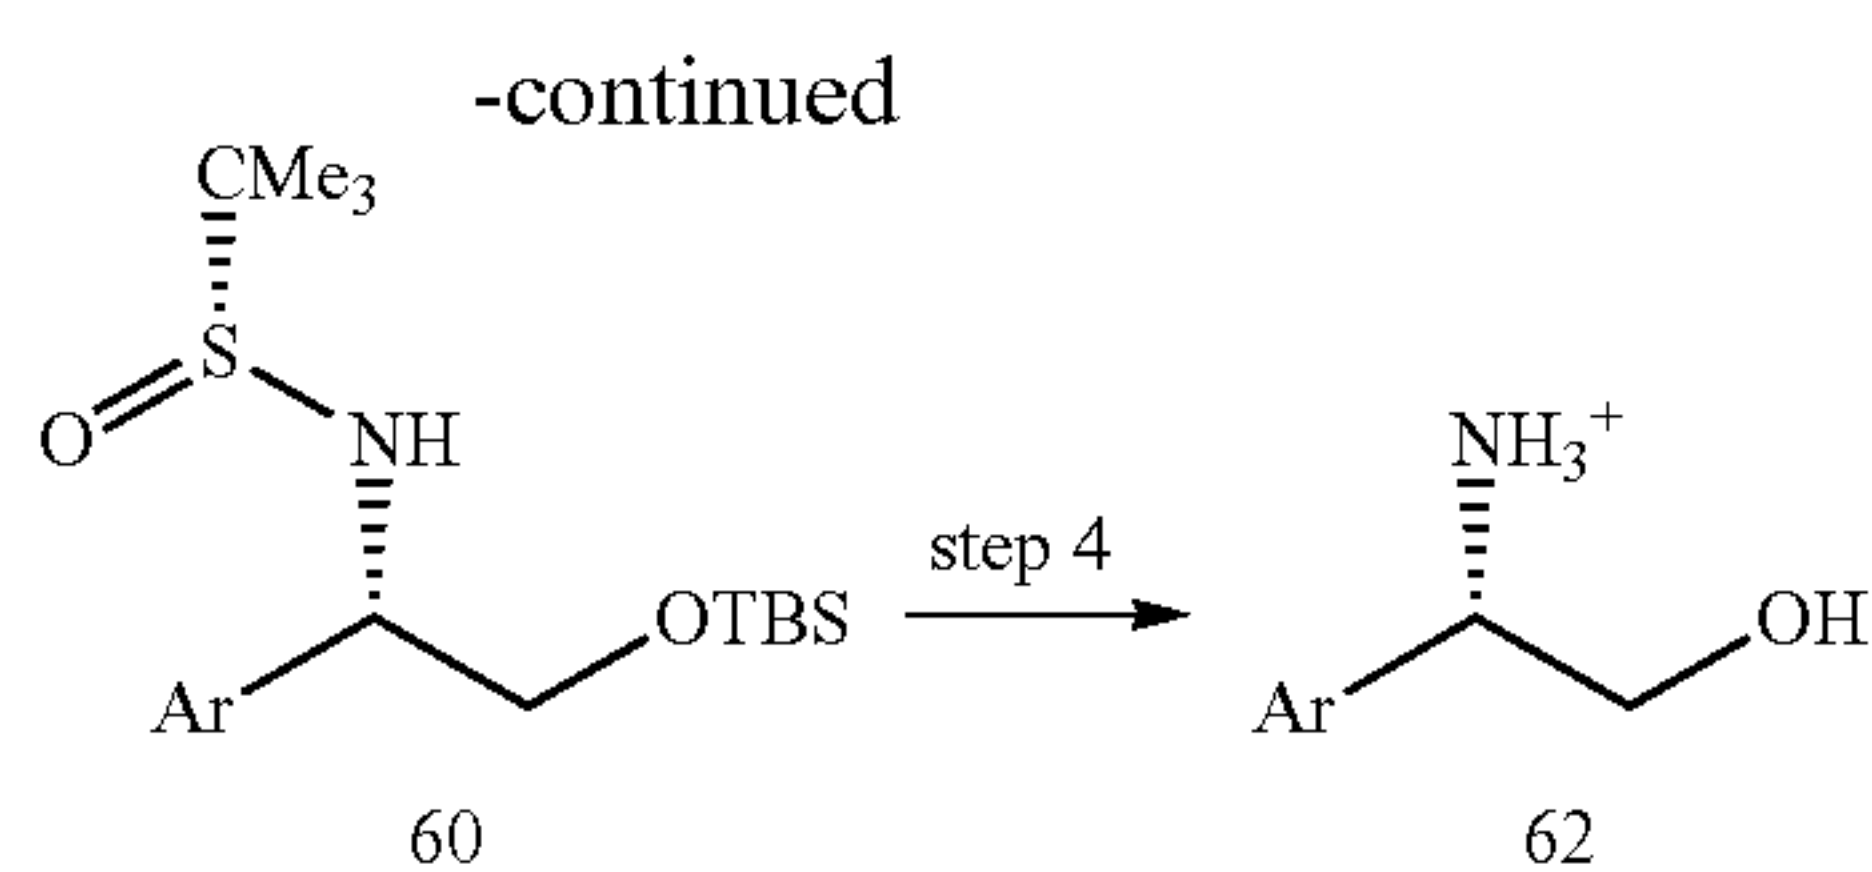 -continued
CMe3
S
O
NH
NH3+
step 4
OTBS
OH
Ar
Ar
60
62